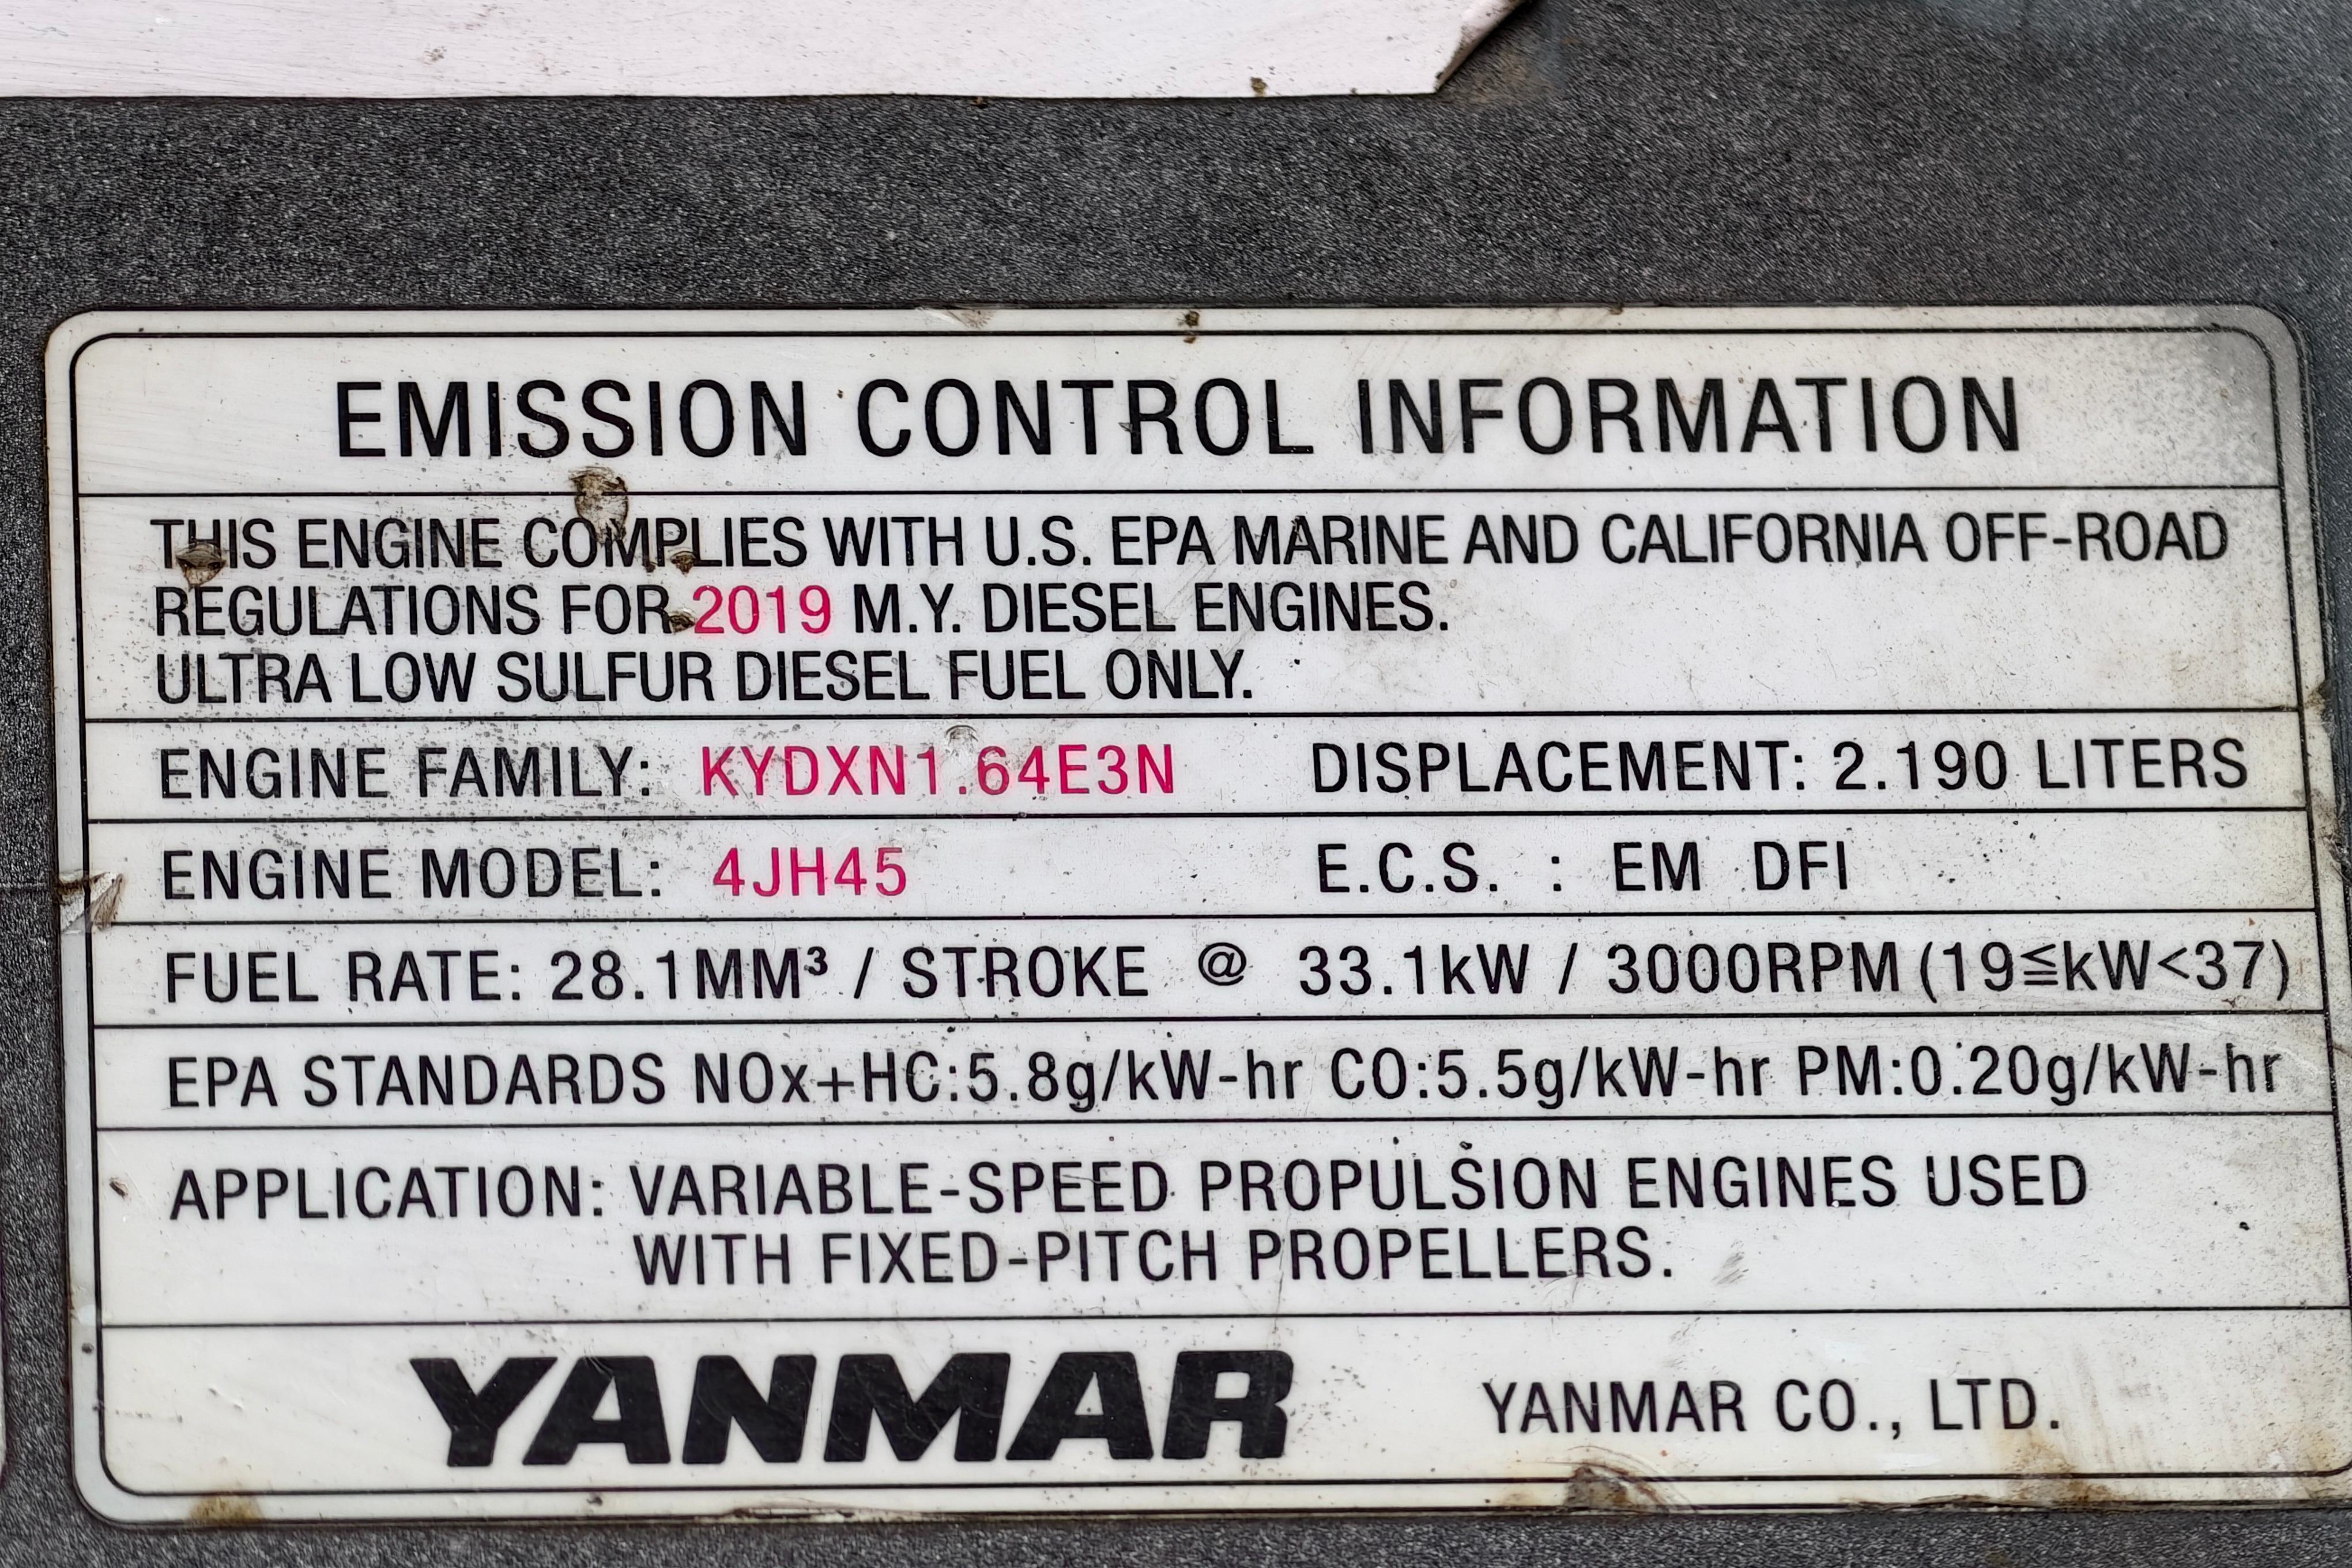 EMISSION CONTROL INFORMATION
THIS ENGINE COMPLIES WITH U.S. EPA MARINE AND CALIFORNIA OFF-ROAD
REGULATIONS FOR 2019 M.Y. DIESEL ENGINES.
ULTRA LOW SULFUR DIESEL FUEL ONLY.
ENGINE FAMILY: KYDXN1.64E3N DISPLACEMENT: 2.190 LITERS
ENGINE MODEL: 4JH45 E.C.S. : EM DFI
FUEL RATE: 28.1MM³ / STROKE @ 33.1kW / 3000RPM (19≦kW<37)
EPA STANDARDS NOx+HC:5.8g/kW-hr CO:5.5g/kW-hr PM:0.20g/kW-hr
APPLICATION: VARIABLE-SPEED PROPULSION ENGINES USED
WITH FIXED-PITCH PROPELLERS.
YANMAR YANMAR CO., LTD.